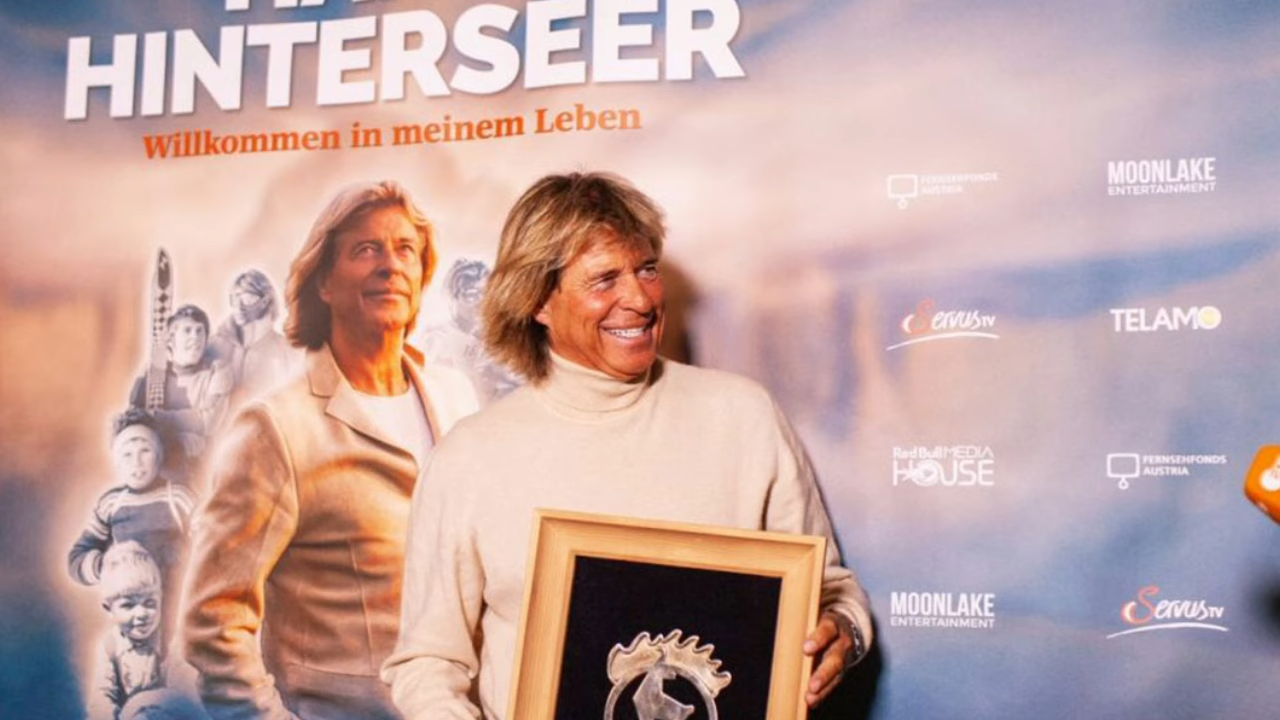 HINTERSEER
Willkommen in meinem Leben
FERNSEHFONDS
AUSTRIA
MOONLAKE
ENTERTAINMENT
ServusTV
TELAMO
Red Bull MEDIA
HOUSE
FERNSEHFONDS
AUSTRIA
MOONLAKE
ENTERTAINMENT
ServusTV